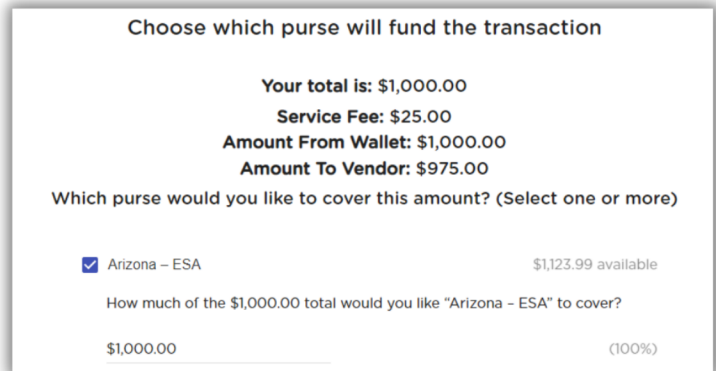 Choose which purse will fund the transaction
Your total is: $1,000.00
Service Fee: $25.00
Amount From Wallet: $1,000.00
Amount To Vendor: $975.00
Which purse would you like to cover this amount? (Select one or more)
Arizona – ESA $1,123.99 available
How much of the $1,000.00 total would you like “Arizona – ESA” to cover?
$1,000.00 (100%)